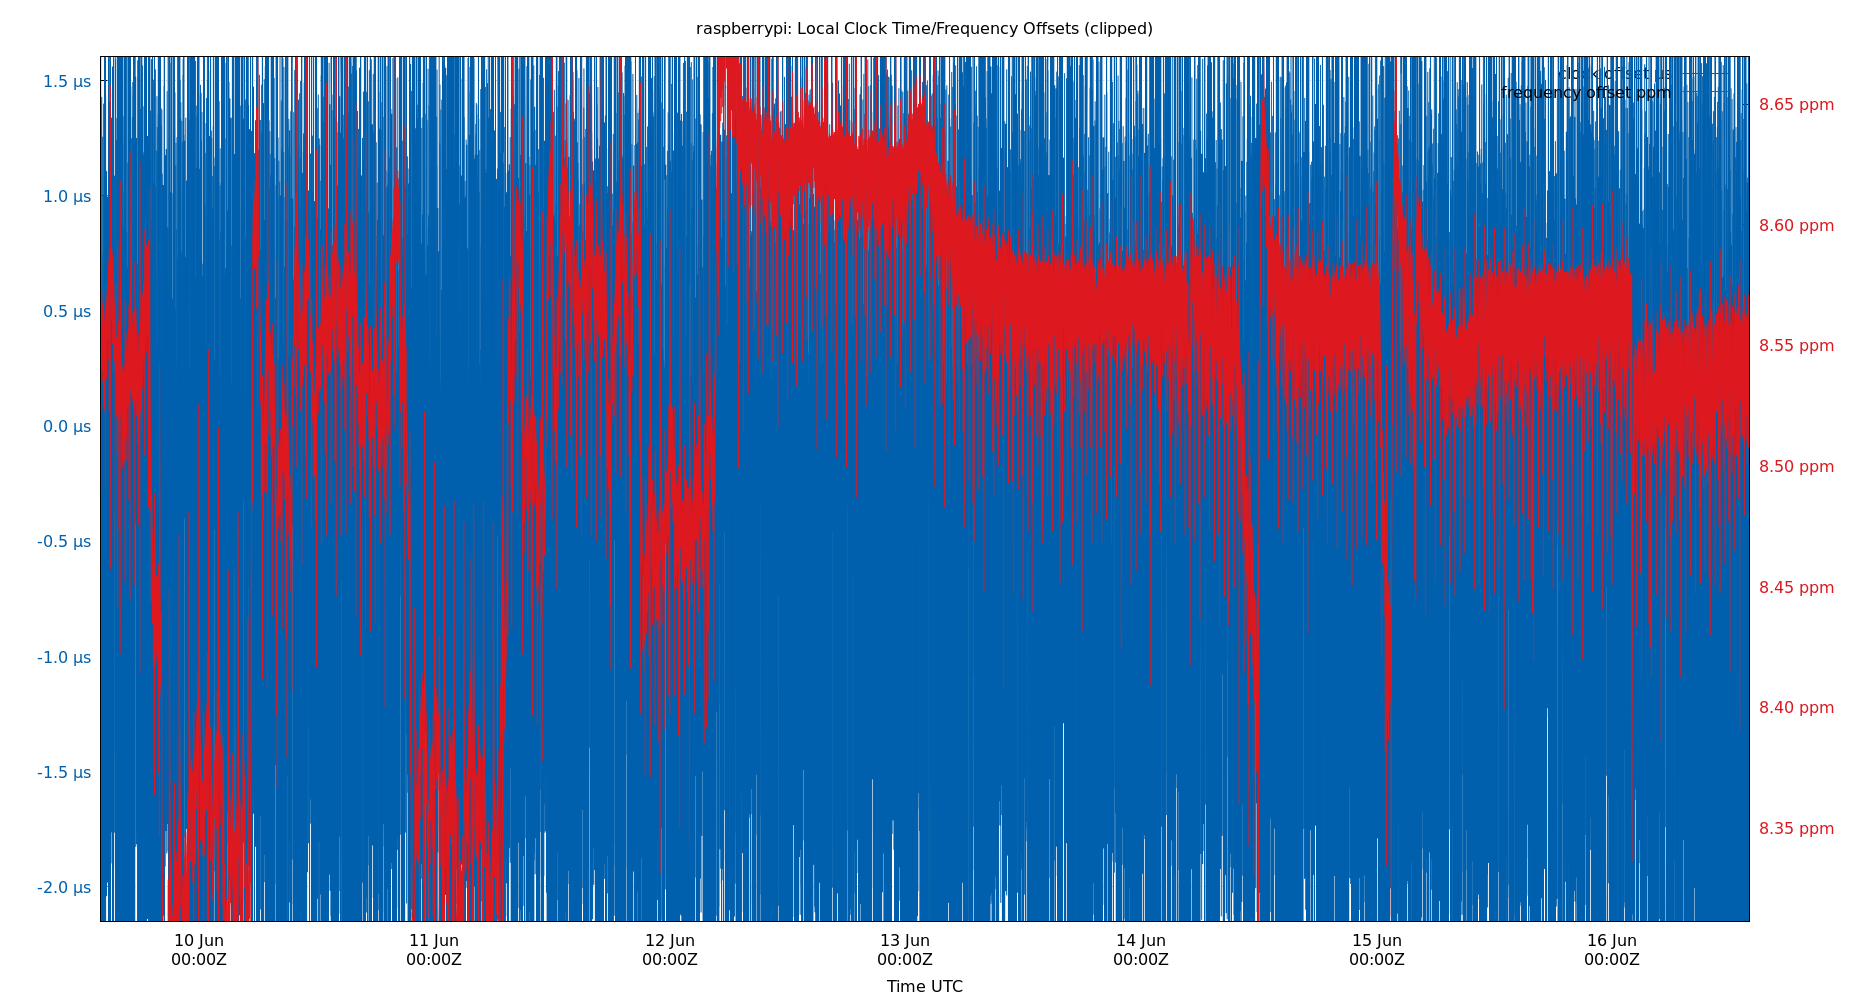 raspberrypi: Local Clock Time/Frequency Offsets (clipped)
clock offset µs
frequency offset ppm
1.5 µs
1.0 µs
0.5 µs
0.0 µs
-0.5 µs
-1.0 µs
-1.5 µs
-2.0 µs
8.65 ppm
8.60 ppm
8.55 ppm
8.50 ppm
8.45 ppm
8.40 ppm
8.35 ppm
10 Jun 11 Jun 12 Jun 13 Jun 14 Jun 15 Jun 16 Jun
00:00Z 00:00Z 00:00Z 00:00Z 00:00Z 00:00Z 00:00Z
Time UTC